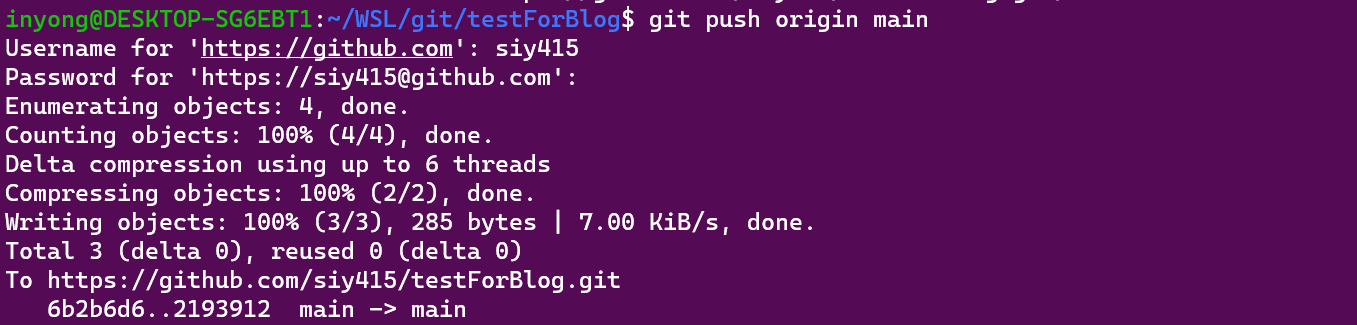 inyong@DESKTOP-SG6EBT1:~/WSL/git/testForBlog$ git push origin main
Username for 'https://github.com': siy415
Password for 'https://siy415@github.com':
Enumerating objects: 4, done.
Counting objects: 100% (4/4), done.
Delta compression using up to 6 threads
Compressing objects: 100% (2/2), done.
Writing objects: 100% (3/3), 285 bytes | 7.00 KiB/s, done.
Total 3 (delta 0), reused 0 (delta 0)
To https://github.com/siy415/testForBlog.git
   6b2b6d6..2193912  main -> main